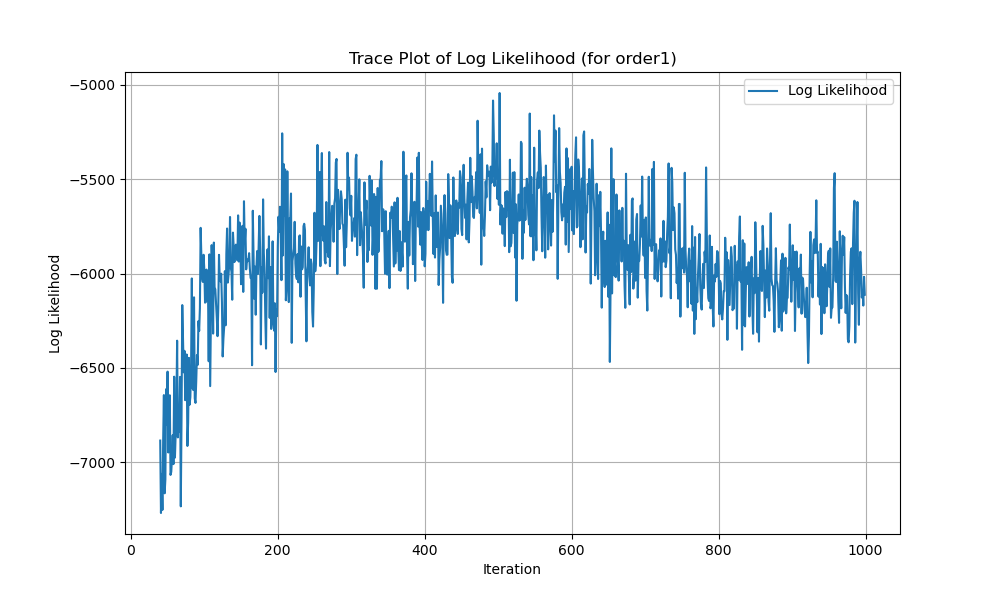 Trace Plot of Log Likelihood (for order1)
Log Likelihood
−5000
−5500
−6000
−6500
−7000
Log Likelihood
0 200 400 600 800 1000
Iteration